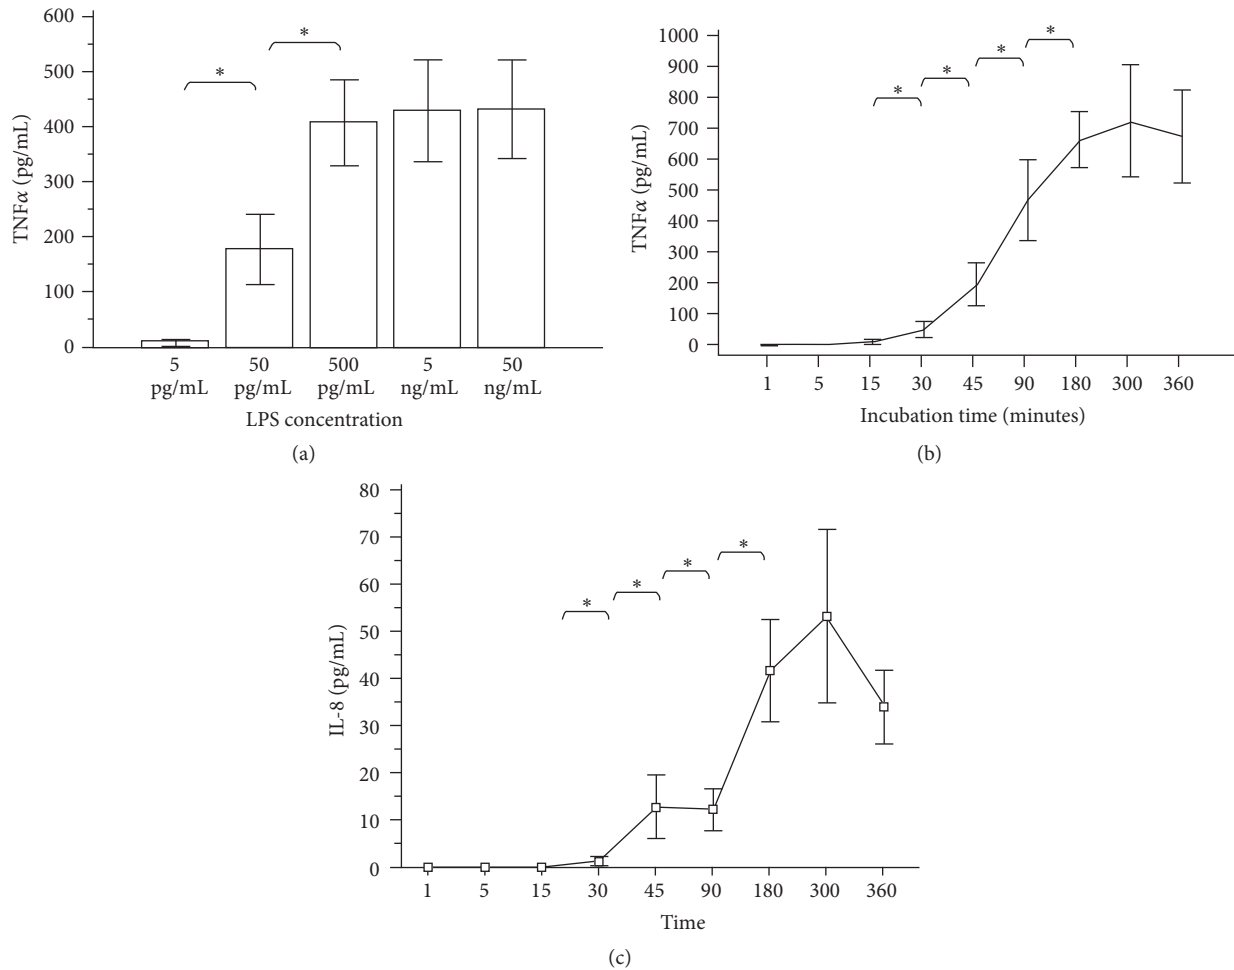 600
500
400
300
200
100
0
TNFα (pg/mL)
*
*
5 50 500 5 50
pg/mL pg/mL pg/mL ng/mL ng/mL
LPS concentration
(a)
1000
900
800
700
600
500
400
300
200
100
0
TNFα (pg/mL)
*
*
*
*
1 5 15 30 45 90 180 300 360
Incubation time (minutes)
(b)
80
70
60
50
40
30
20
10
0
IL-8 (pg/mL)
*
*
*
*
1 5 15 30 45 90 180 300 360
Time
(c)